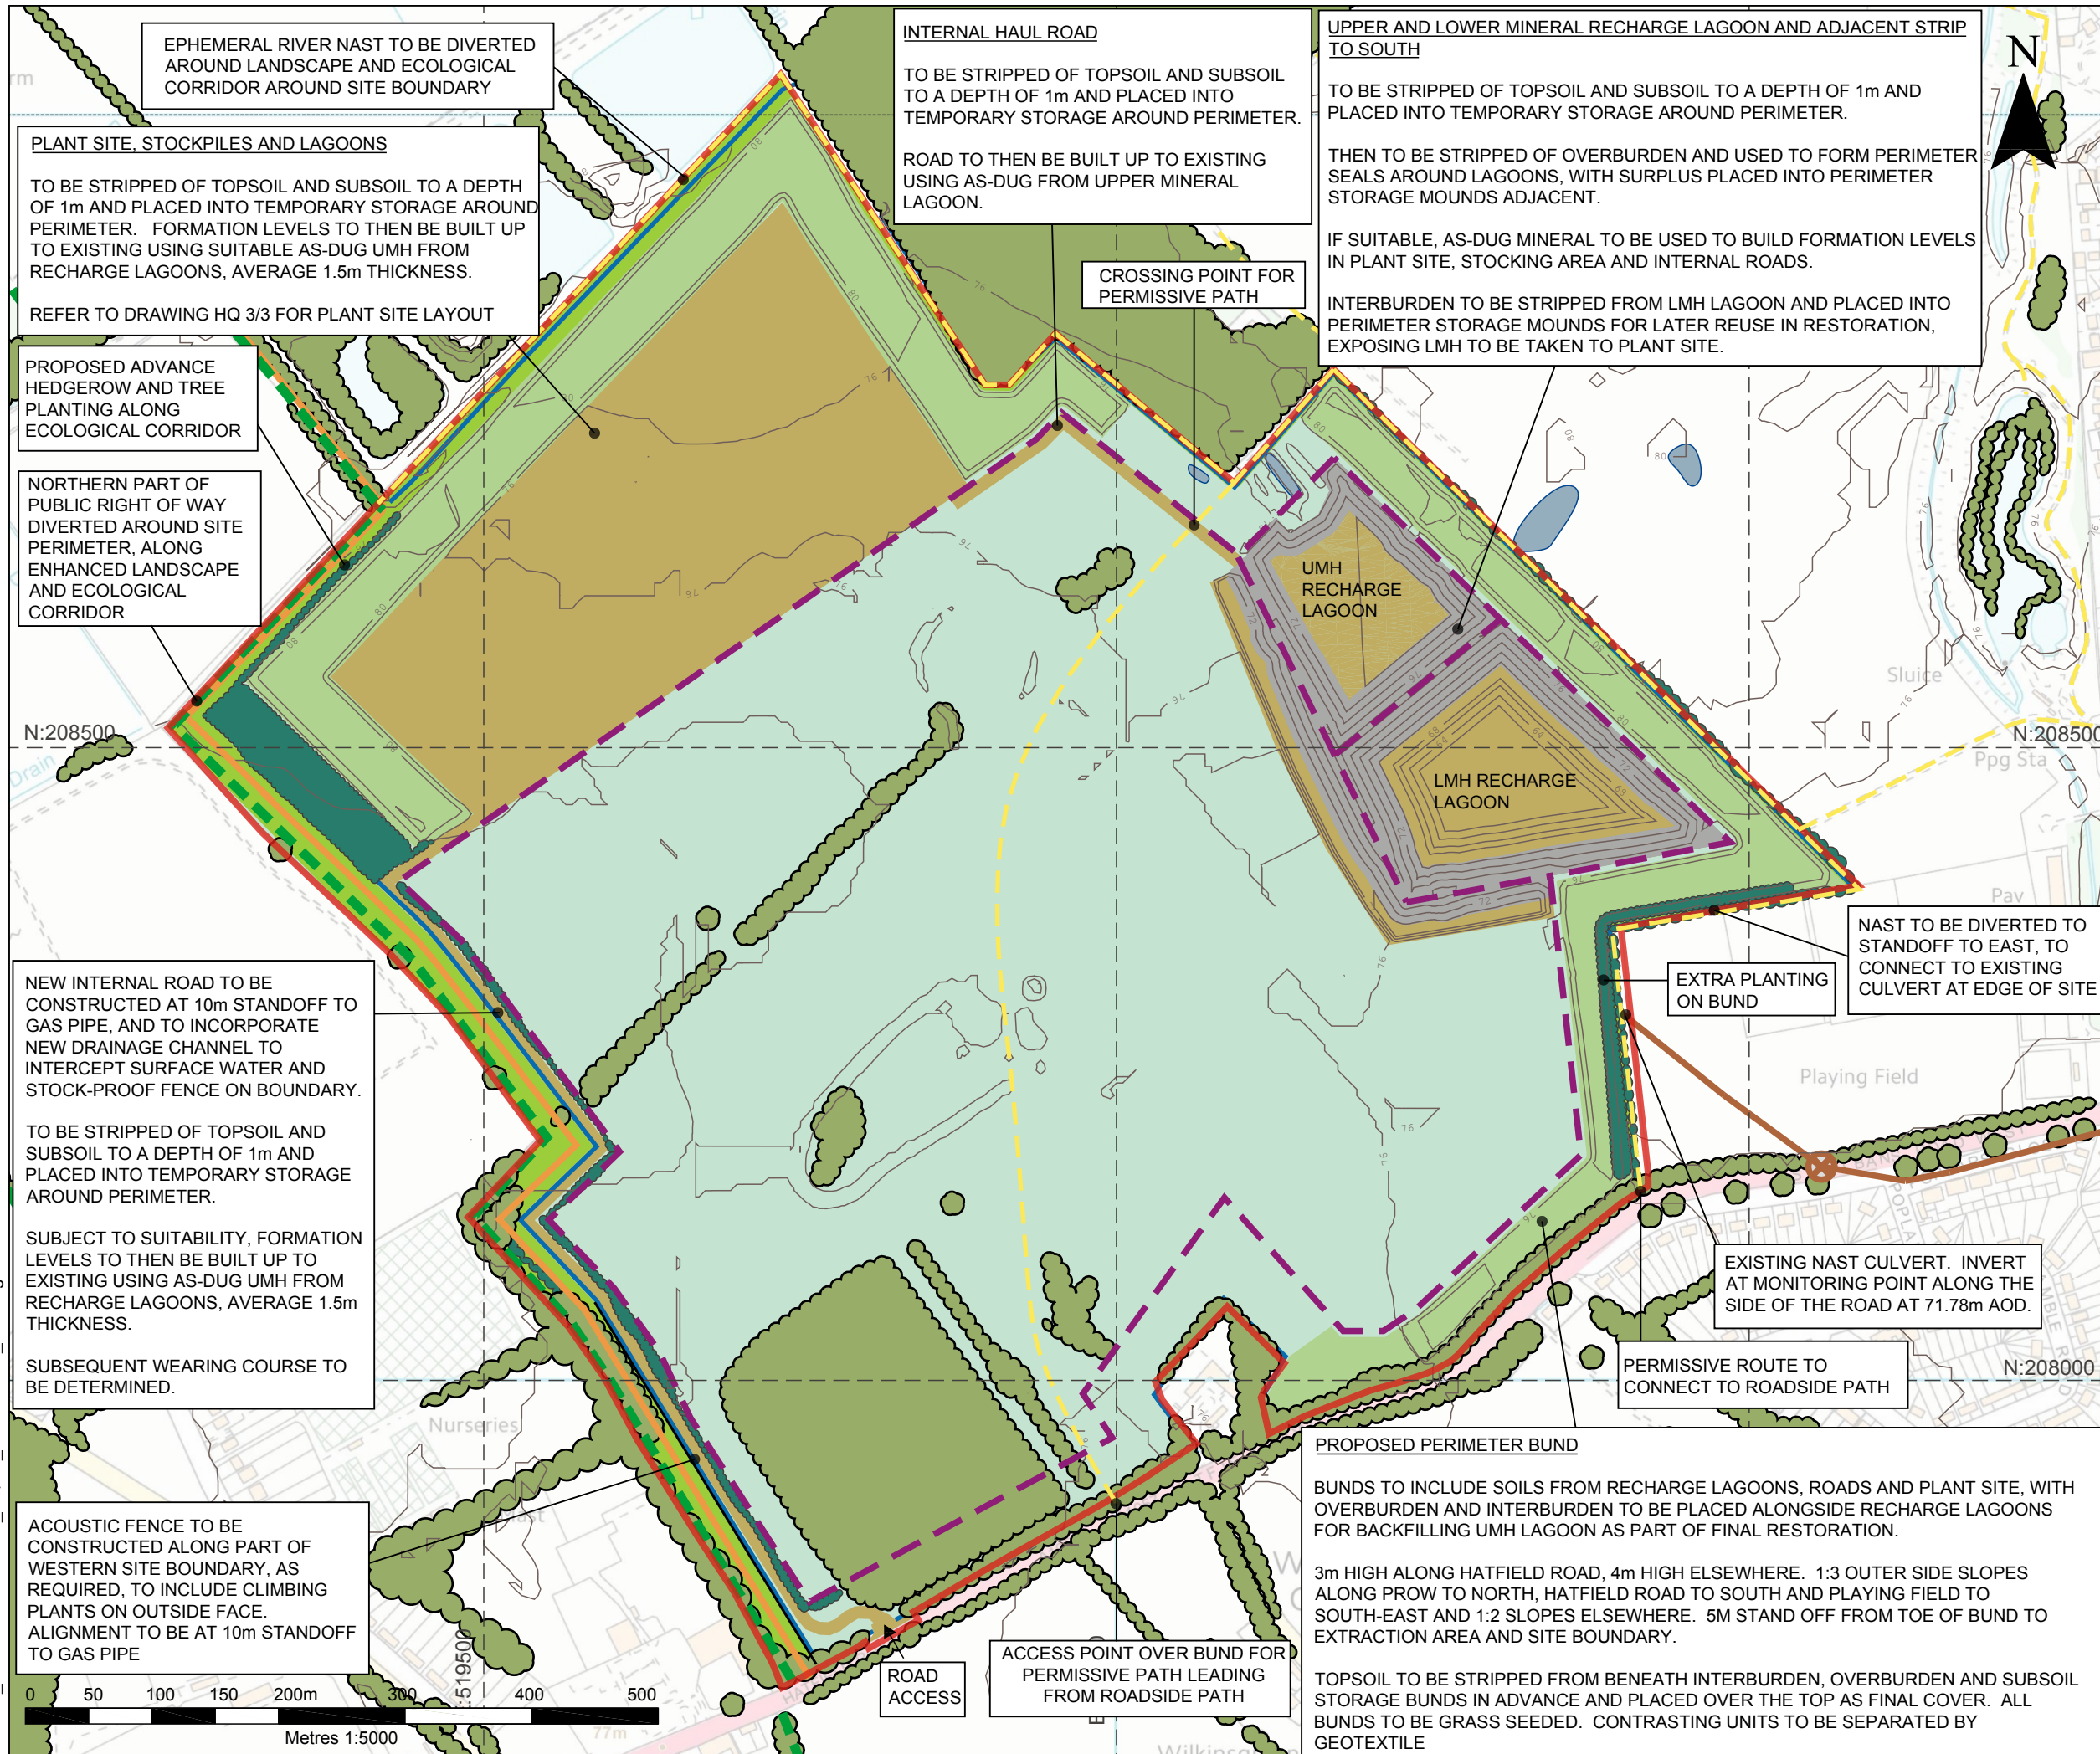 EPHEMERAL RIVER NAST TO BE DIVERTED
AROUND LANDSCAPE AND ECOLOGICAL
CORRIDOR AROUND SITE BOUNDARY
PLANT SITE, STOCKPILES AND LAGOONS
TO BE STRIPPED OF TOPSOIL AND SUBSOIL TO A DEPTH
OF 1m AND PLACED INTO TEMPORARY STORAGE AROUND
PERIMETER. FORMATION LEVELS TO THEN BE BUILT UP
TO EXISTING USING SUITABLE AS-DUG UMH FROM
RECHARGE LAGOONS, AVERAGE 1.5m THICKNESS.
REFER TO DRAWING HQ 3/3 FOR PLANT SITE LAYOUT
PROPOSED ADVANCE
HEDGEROW AND TREE
PLANTING ALONG
ECOLOGICAL CORRIDOR
NORTHERN PART OF
PUBLIC RIGHT OF WAY
DIVERTED AROUND SITE
PERIMETER, ALONG
ENHANCED LANDSCAPE
AND ECOLOGICAL
CORRIDOR
INTERNAL HAUL ROAD
TO BE STRIPPED OF TOPSOIL AND SUBSOIL
TO A DEPTH OF 1m AND PLACED INTO
TEMPORARY STORAGE AROUND PERIMETER.
ROAD TO THEN BE BUILT UP TO EXISTING
USING AS-DUG FROM UPPER MINERAL
LAGOON.
CROSSING POINT FOR
PERMISSIVE PATH
UPPER AND LOWER MINERAL RECHARGE LAGOON AND ADJACENT STRIP
TO SOUTH
TO BE STRIPPED OF TOPSOIL AND SUBSOIL TO A DEPTH OF 1m AND
PLACED INTO TEMPORARY STORAGE AROUND PERIMETER.
THEN TO BE STRIPPED OF OVERBURDEN AND USED TO FORM PERIMETER
SEALS AROUND LAGOONS, WITH SURPLUS PLACED INTO PERIMETER
STORAGE MOUNDS ADJACENT.
IF SUITABLE, AS-DUG MINERAL TO BE USED TO BUILD FORMATION LEVELS
IN PLANT SITE, STOCKING AREA AND INTERNAL ROADS.
INTERBURDEN TO BE STRIPPED FROM LMH LAGOON AND PLACED INTO
PERIMETER STORAGE MOUNDS FOR LATER REUSE IN RESTORATION,
EXPOSING LMH TO BE TAKEN TO PLANT SITE.
N
UMH
RECHARGE
LAGOON
LMH RECHARGE
LAGOON
Sluice
N:208500
N:208500
Drain
Ppg Sta
Pav
NAST TO BE DIVERTED TO
STANDOFF TO EAST, TO
CONNECT TO EXISTING
CULVERT AT EDGE OF SITE
EXTRA PLANTING
ON BUND
Playing Field
NEW INTERNAL ROAD TO BE
CONSTRUCTED AT 10m STANDOFF TO
GAS PIPE, AND TO INCORPORATE
NEW DRAINAGE CHANNEL TO
INTERCEPT SURFACE WATER AND
STOCK-PROOF FENCE ON BOUNDARY.
TO BE STRIPPED OF TOPSOIL AND
SUBSOIL TO A DEPTH OF 1m AND
PLACED INTO TEMPORARY STORAGE
AROUND PERIMETER.
SUBJECT TO SUITABILITY, FORMATION
LEVELS TO THEN BE BUILT UP TO
EXISTING USING AS-DUG UMH FROM
RECHARGE LAGOONS, AVERAGE 1.5m
THICKNESS.
SUBSEQUENT WEARING COURSE TO
BE DETERMINED.
EXISTING NAST CULVERT. INVERT
AT MONITORING POINT ALONG THE
SIDE OF THE ROAD AT 71.78m AOD.
PERMISSIVE ROUTE TO
CONNECT TO ROADSIDE PATH
N:208000
Nurseries
PROPOSED PERIMETER BUND
BUNDS TO INCLUDE SOILS FROM RECHARGE LAGOONS, ROADS AND PLANT SITE, WITH
OVERBURDEN AND INTERBURDEN TO BE PLACED ALONGSIDE RECHARGE LAGOONS
FOR BACKFILLING UMH LAGOON AS PART OF FINAL RESTORATION.
3m HIGH ALONG HATFIELD ROAD, 4m HIGH ELSEWHERE. 1:3 OUTER SIDE SLOPES
ALONG PROW TO NORTH, HATFIELD ROAD TO SOUTH AND PLAYING FIELD TO
SOUTH-EAST AND 1:2 SLOPES ELSEWHERE. 5M STAND OFF FROM TOE OF BUND TO
EXTRACTION AREA AND SITE BOUNDARY.
TOPSOIL TO BE STRIPPED FROM BENEATH INTERBURDEN, OVERBURDEN AND SUBSOIL
STORAGE BUNDS IN ADVANCE AND PLACED OVER THE TOP AS FINAL COVER. ALL
BUNDS TO BE GRASS SEEDED. CONTRASTING UNITS TO BE SEPARATED BY
GEOTEXTILE
ACOUSTIC FENCE TO BE
CONSTRUCTED ALONG PART OF
WESTERN SITE BOUNDARY, AS
REQUIRED, TO INCLUDE CLIMBING
PLANTS ON OUTSIDE FACE.
ALIGNMENT TO BE AT 10m STANDOFF
TO GAS PIPE
ROAD
ACCESS
ACCESS POINT OVER BUND FOR
PERMISSIVE PATH LEADING
FROM ROADSIDE PATH
:519500
0 50 100 150 200m 300 400 500
Metres 1:5000
77m